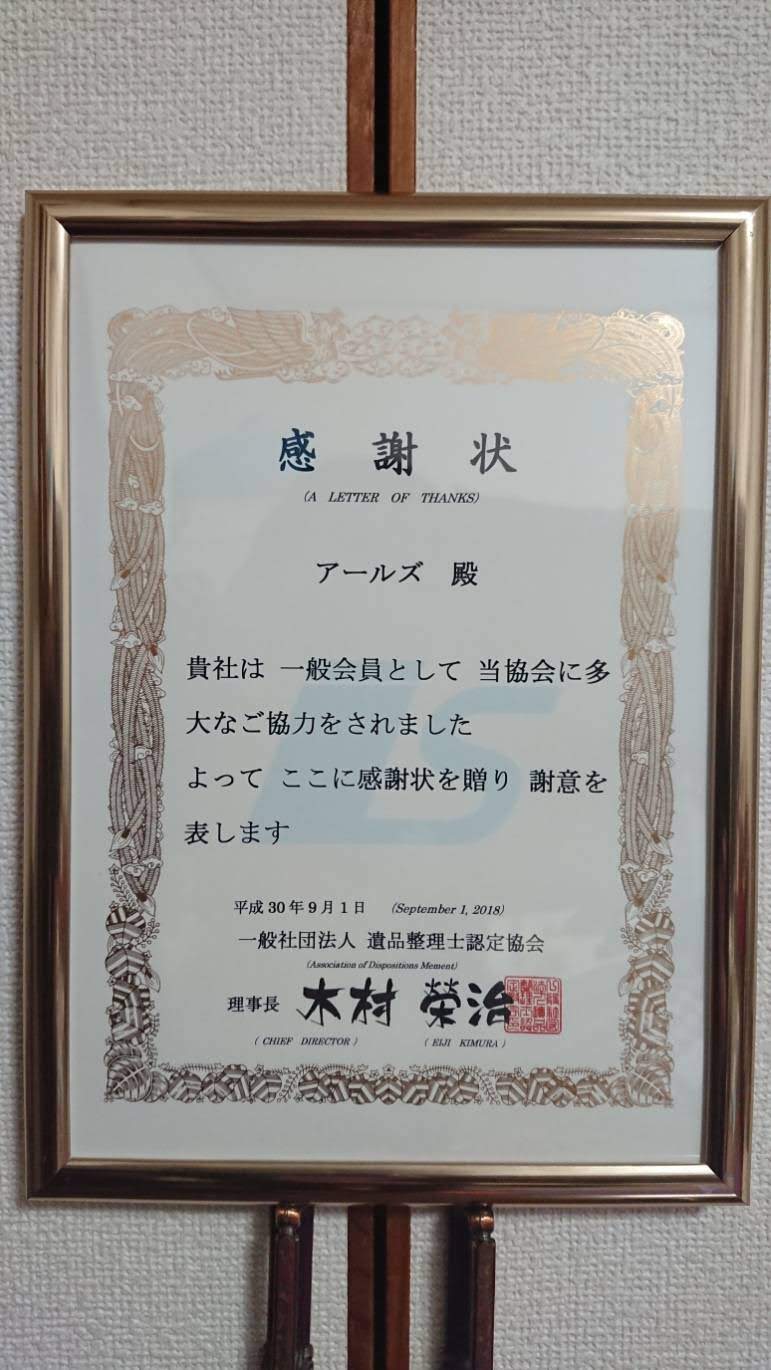 感 謝 状
(A LETTER OF THANKS)
アールズ 殿
貴社は 一般会員として 当協会に多
大なご協力をされました
よって ここに感謝状を贈り 謝意を
表します
平成30年9月1日 (September 1, 2018)
一般社団法人 遺品整理士認定協会
(Association of Dispositions Mement)
理事長 木村 榮治
(CHIEF DIRECTOR) (EIJI KIMURA)